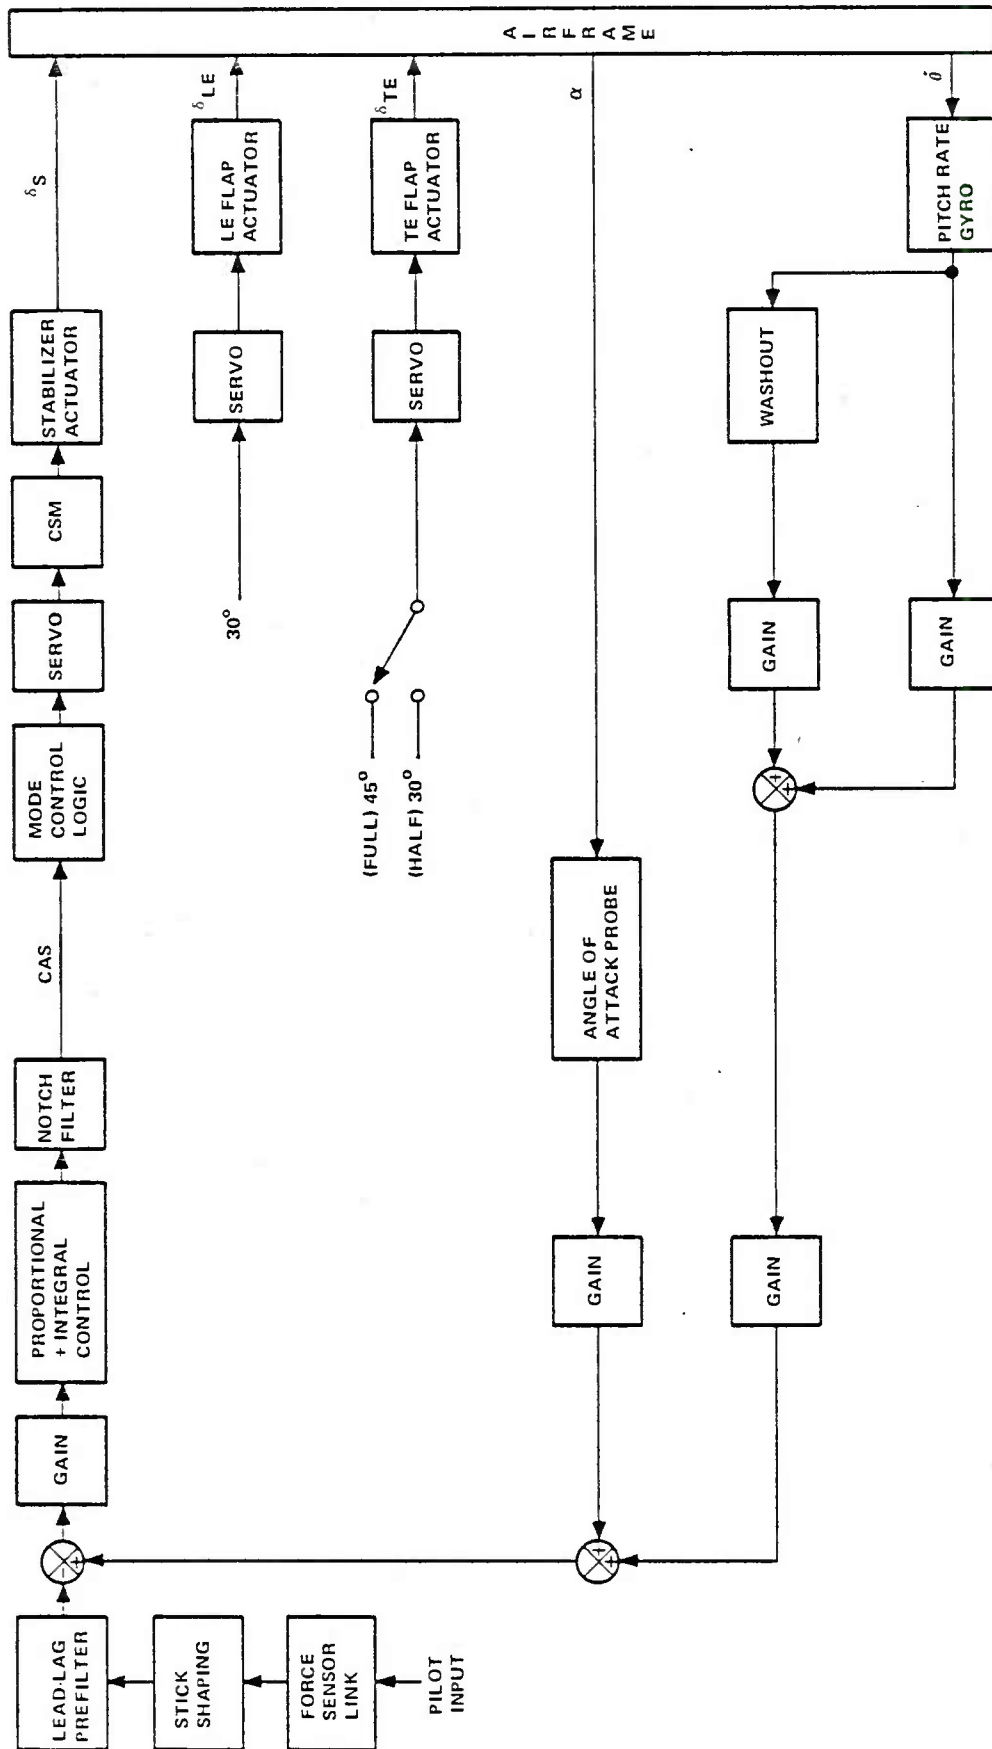 LEAD-LAG
PREFILTER
STICK
SHAPING
FORCE
SENSOR
LINK
PILOT
INPUT
-
+
GAIN
PROPORTIONAL
+ INTEGRAL
CONTROL
NOTCH
FILTER
CAS
MODE
CONTROL
LOGIC
SERVO
CSM
STABILIZER
ACTUATOR
δS
30°
SERVO
LE FLAP
ACTUATOR
δLE
(FULL) 45°
(HALF) 30°
SERVO
TE FLAP
ACTUATOR
δTE
AIRFRAME
α
ANGLE OF
ATTACK PROBE
GAIN
+
+
θ̇
PITCH RATE
GYRO
WASHOUT
GAIN
GAIN
+
+
GAIN